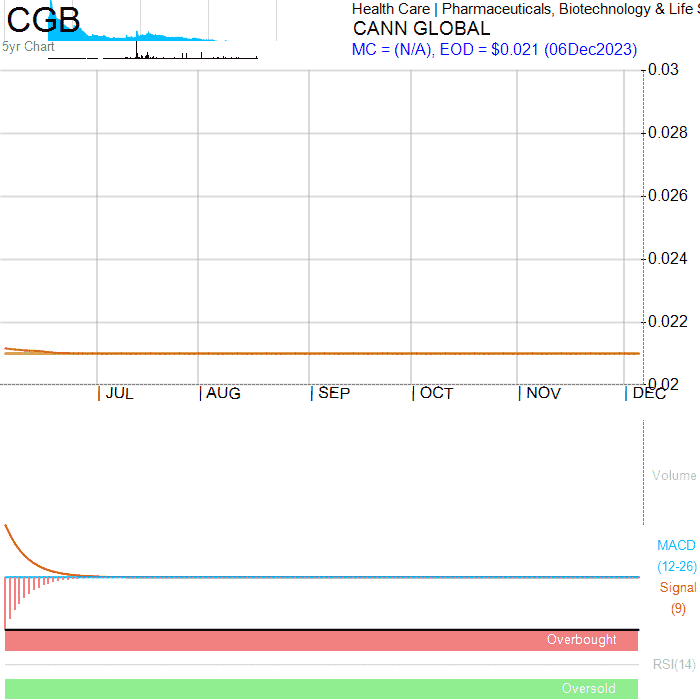 CGB
5yr Chart
Health Care | Pharmaceuticals, Biotechnology & Life S
CANN GLOBAL
MC = (N/A), EOD = $0.021 (06Dec2023)
0.03
0.028
0.026
0.024
0.022
0.02
JUL AUG SEP OCT NOV DEC
Volume
MACD
(12-26)
Signal
(9)
Overbought
RSI(14)
Oversold